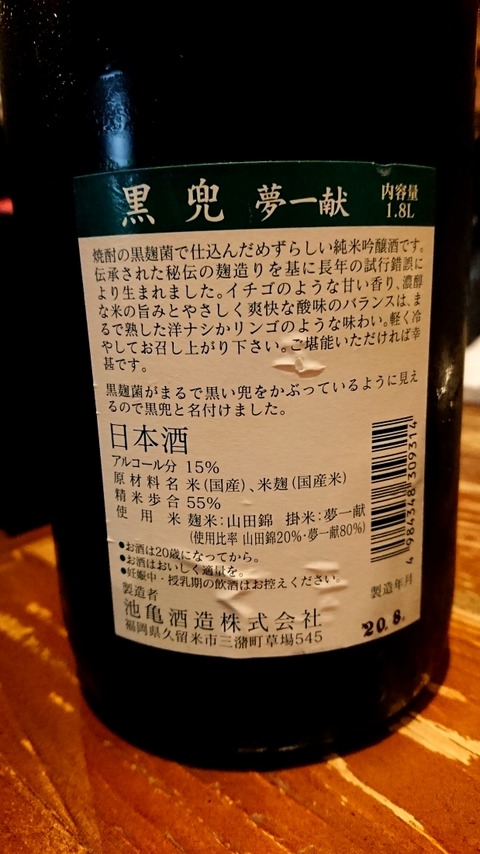 黒兜 夢一献 内容量
1.8L
焼酎の黒麹菌で仕込んだめずらしい純米吟醸酒です。
伝承された秘伝の麹造りを基に長年の試行錯誤に
より生まれました。イチゴのような甘い香り、濃醇
な米の旨みとやさしく爽快な酸味のバランスは、ま
るで熟した洋ナシかリンゴのような味わい。軽く冷
やしてお召し上がり下さい。ご堪能いただければ幸
甚です。
黒麹菌がまるで黒い兜をかぶっているように見え
るので黒兜と名付けました。
日本酒
アルコール分 15%
原材料名 米(国産)、米麹(国産米)
精米歩合 55%
使用米 麹米:山田錦 掛米:夢一献
(使用比率 山田錦20%・夢一献80%)
●お酒は20歳になってから。
●お酒はおいしく適量を。
●妊娠中・授乳期の飲酒はお控えください。
製造者
池亀酒造株式会社
福岡県久留米市三潴町草場545
4 984348 309314
製造年月
20.8.